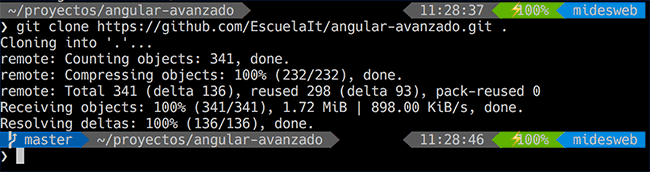 ~/proyectos/angular-avanzado 11:28:37 ⚡100% midesweb
❯ git clone https://github.com/EscuelaIt/angular-avanzado.git .
Cloning into '.'...
remote: Counting objects: 341, done.
remote: Compressing objects: 100% (232/232), done.
remote: Total 341 (delta 136), reused 298 (delta 93), pack-reused 0
Receiving objects: 100% (341/341), 1.72 MiB | 898.00 KiB/s, done.
Resolving deltas: 100% (136/136), done.
master ~/proyectos/angular-avanzado 11:28:46 ⚡100% midesweb
❯